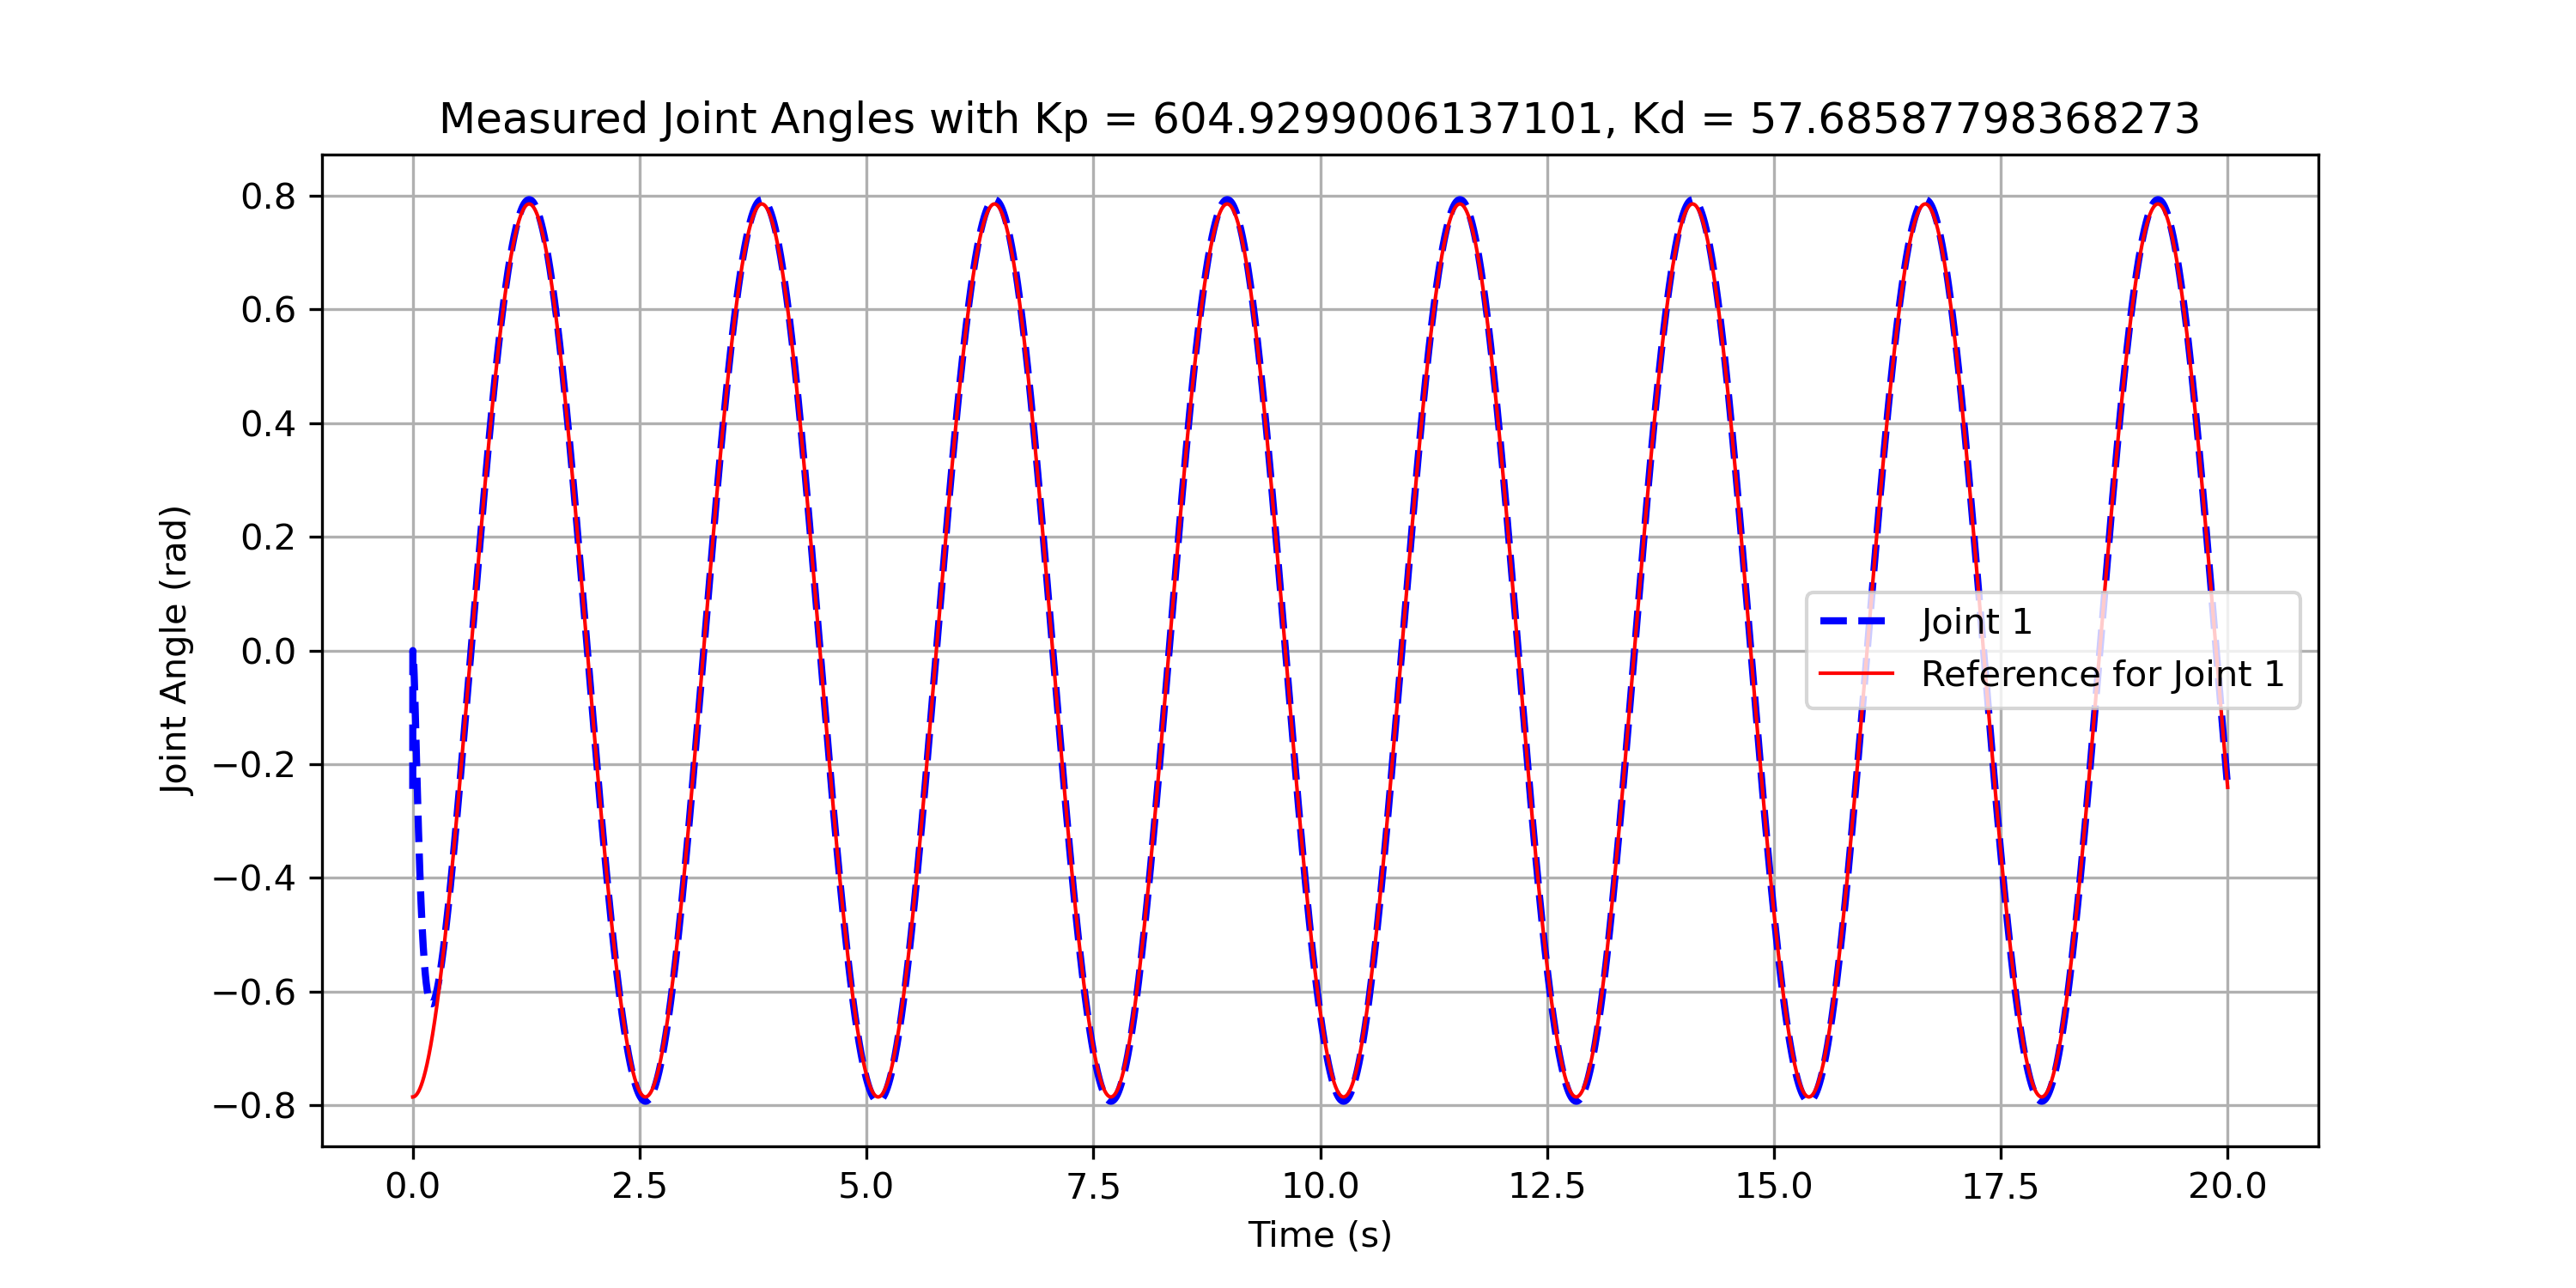 Measured Joint Angles with Kp = 604.9299006137101, Kd = 57.68587798368273
Joint Angle (rad)
0.8
0.6
0.4
0.2
0.0
−0.2
−0.4
−0.6
−0.8
Joint 1
Reference for Joint 1
0.0 2.5 5.0 7.5 10.0 12.5 15.0 17.5 20.0
Time (s)